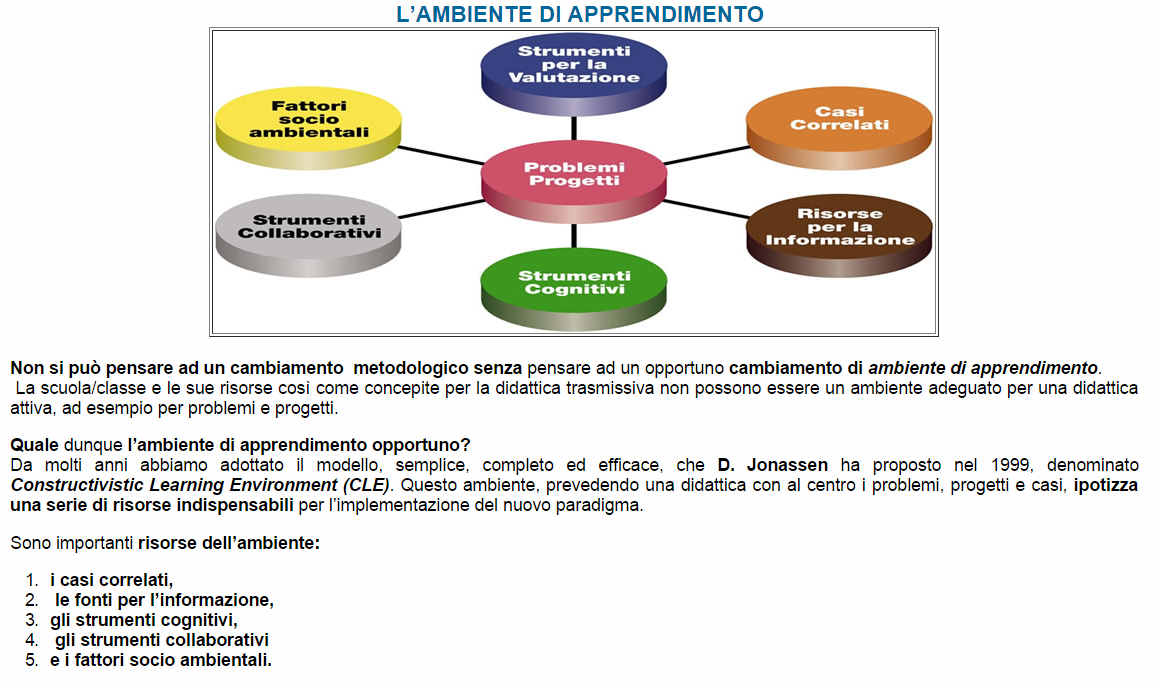 L’AMBIENTE DI APPRENDIMENTO
Strumenti
per la
Valutazione
Fattori
socio
ambientali
Casi
Correlati
Problemi
Progetti
Strumenti
Collaborativi
Risorse
per la
Informazione
Strumenti
Cognitivi
Non si può pensare ad un cambiamento metodologico senza pensare ad un opportuno cambiamento di ambiente di apprendimento.
La scuola/classe e le sue risorse così come concepite per la didattica trasmissiva non possono essere un ambiente adeguato per una didattica
attiva, ad esempio per problemi e progetti.
Quale dunque l’ambiente di apprendimento opportuno?
Da molti anni abbiamo adottato il modello, semplice, completo ed efficace, che D. Jonassen ha proposto nel 1999, denominato
Constructivistic Learning Environment (CLE). Questo ambiente, prevedendo una didattica con al centro i problemi, progetti e casi, ipotizza
una serie di risorse indispensabili per l’implementazione del nuovo paradigma.
Sono importanti risorse dell’ambiente:
1. i casi correlati,
2. le fonti per l’informazione,
3. gli strumenti cognitivi,
4. gli strumenti collaborativi
5. e i fattori socio ambientali.